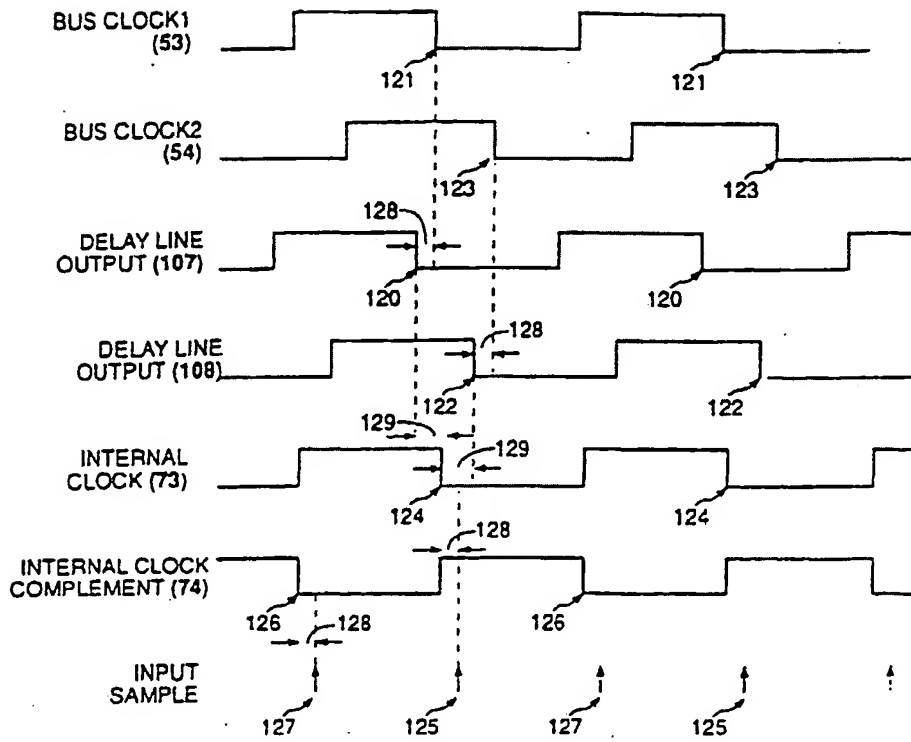 BUS CLOCK1
(53)
121
121
BUS CLOCK2
(54)
123
123
128
DELAY LINE
OUTPUT (107)
120
120
128
DELAY LINE
OUTPUT (108)
122
122
129
129
INTERNAL
CLOCK (73)
124
124
128
INTERNAL CLOCK
COMPLEMENT (74)
126
128
126
INPUT
SAMPLE
127
125
127
125